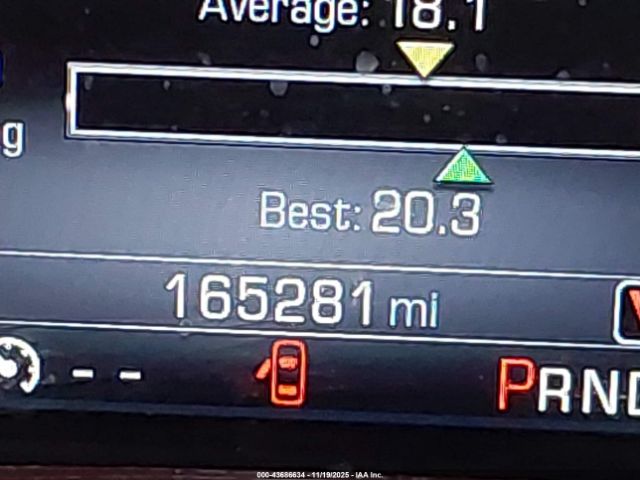 Average: 18.1
g
Best: 20.3
165281 mi
-- PRND
000-43686634 - 11/19/2025 - IAA Inc.